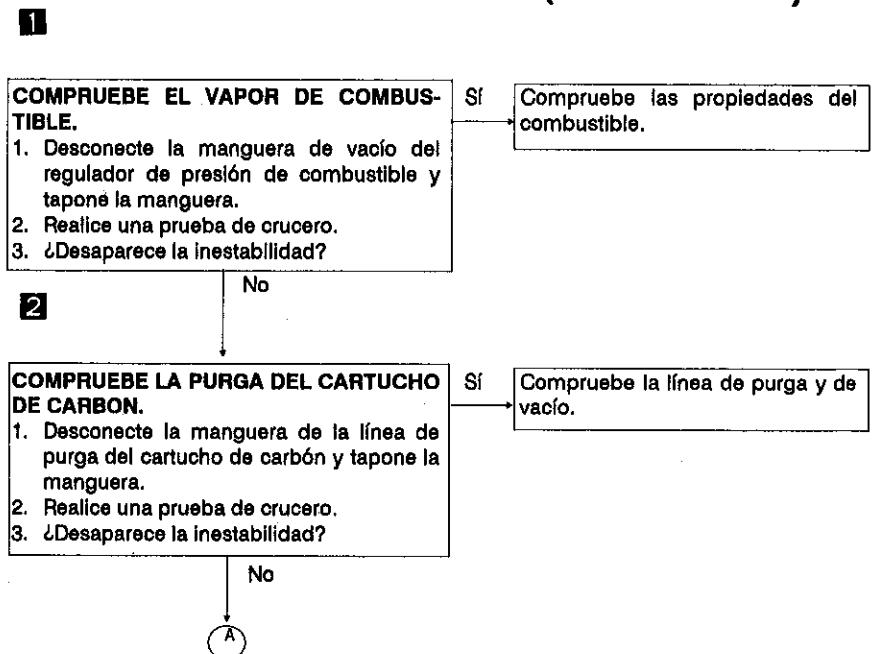 1
COMPRUEBE EL VAPOR DE COMBUS-
TIBLE.
1. Desconecte la manguera de vacío del
regulador de presión de combustible y
tapone la manguera.
2. Realice una prueba de crucero.
3. ¿Desaparece la inestabilidad?
Sí
Compruebe las propiedades del
combustible.
No
2
COMPRUEBE LA PURGA DEL CARTUCHO
DE CARBON.
1. Desconecte la manguera de la línea de
purga del cartucho de carbón y tapone la
manguera.
2. Realice una prueba de crucero.
3. ¿Desaparece la inestabilidad?
Sí
Compruebe la línea de purga y de
vacío.
No
A